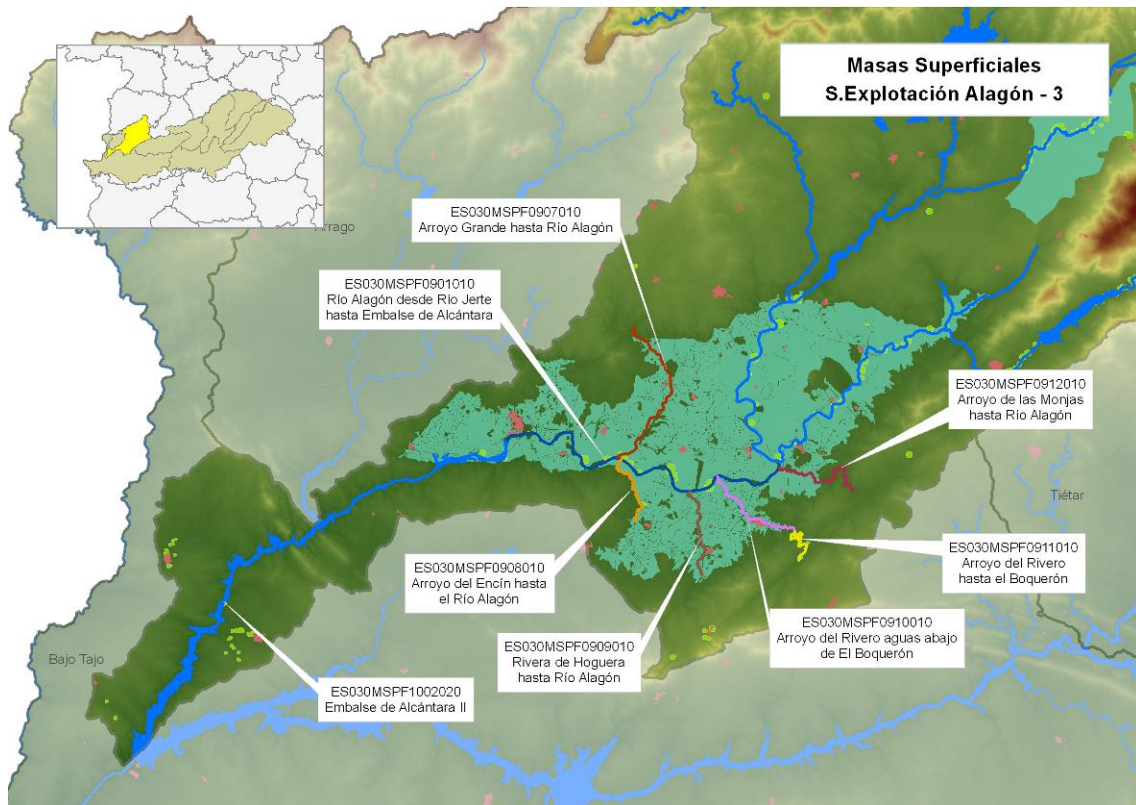 Masas Superficiales
S.Explotación Alagón - 3
ES030MSPF0907010
Arroyo Grande hasta Río Alagón
ES030MSPF0901010
Río Alagón desde Río Jerte
hasta Embalse de Alcántara
ES030MSPF0912010
Arroyo de las Monjas
hasta Río Alagón
Tiétar
ES030MSPF0911010
Arroyo del Rivero
hasta el Boquerón
ES030MSPF0908010
Arroyo del Encín hasta
el Río Alagón
ES030MSPF0910010
Arroyo del Rivero aguas abajo
de El Boquerón
ES030MSPF0909010
Rivera de Hoguera
hasta Río Alagón
Bajo Tajo
ES030MSPF1002020
Embalse de Alcántara II